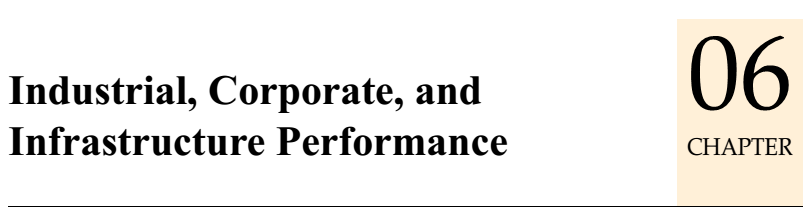 Industrial, Corporate, and
Infrastructure Performance
06
CHAPTER